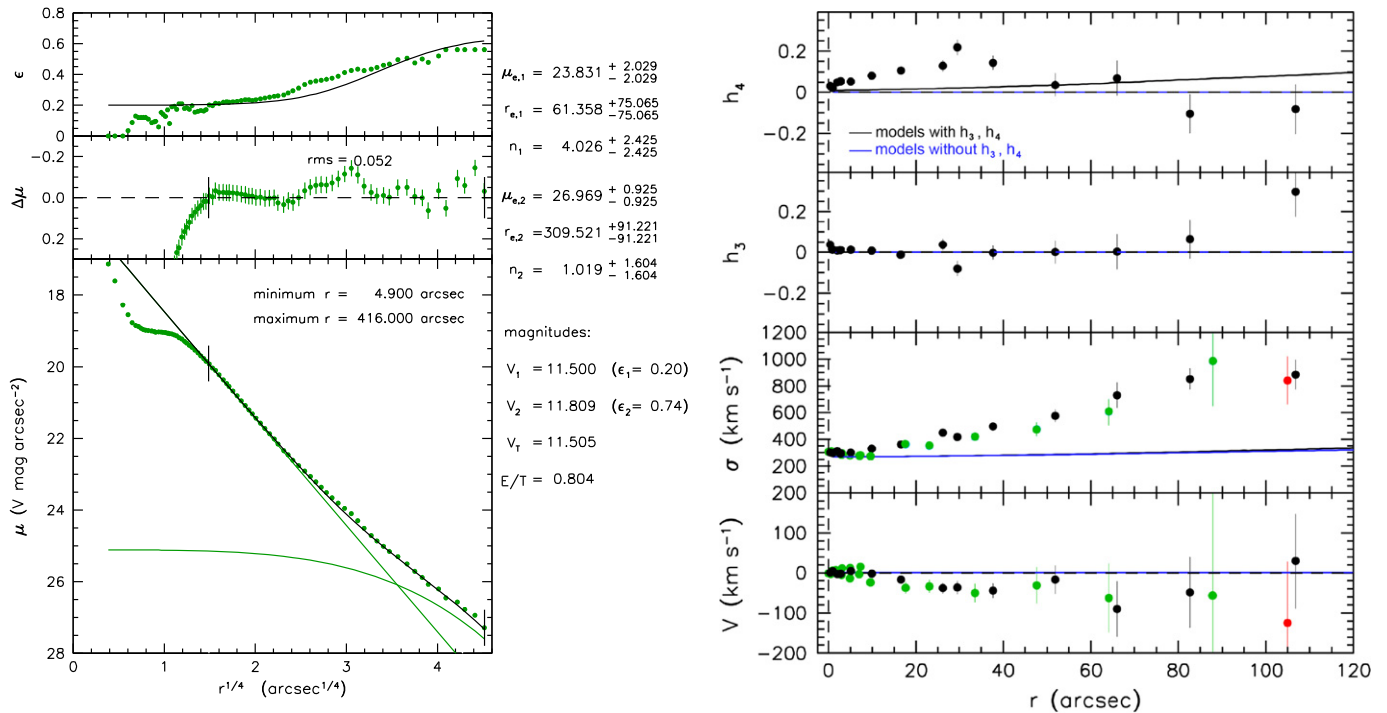 0.8
0.6
0.4
0.2
0
ϵ
−0.2
0.0
0.2
Δμ
rms = 0.052
18
20
22
24
26
28
μ (V mag arcsec⁻²)
minimum r = 4.900 arcsec
maximum r = 416.000 arcsec
0 1 2 3 4
r^1/4 (arcsec^1/4)
μe,1 = 23.831 + 2.029 − 2.029
re,1 = 61.358 +75.065 −75.065
n1 = 4.026 + 2.425 − 2.425
μe,2 = 26.969 + 0.925 − 0.925
re,2 =309.521 +91.221 −91.221
n2 = 1.019 + 1.604 − 1.604
magnitudes:
V1 = 11.500 (ϵ1= 0.20)
V2 = 11.809 (ϵ2= 0.74)
VT = 11.505
E/T = 0.804
0.2
0
−0.2
h4
models with h3, h4
models without h3, h4
0.2
0
−0.2
h3
1200
1000
800
600
400
200
σ (km s⁻¹)
200
100
0
−100
−200
V (km s⁻¹)
0 20 40 60 80 100 120
r (arcsec)